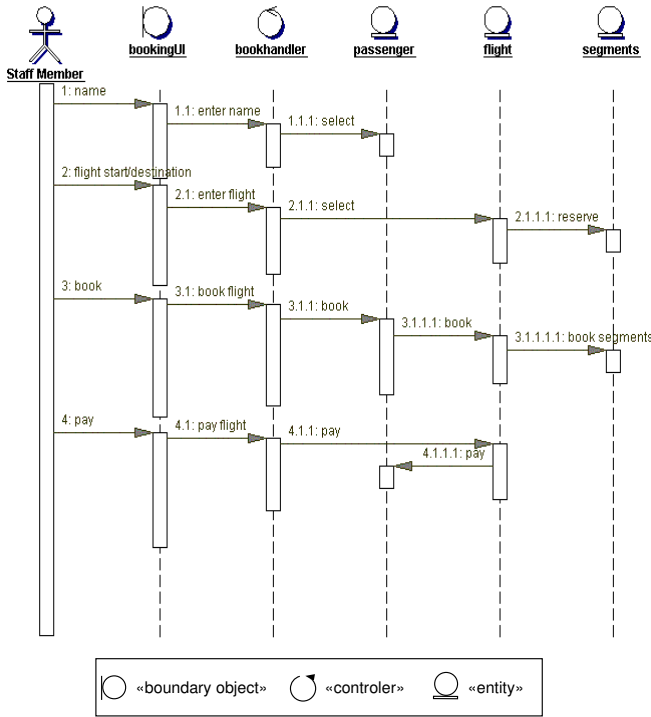 Staff Member
bookingUI
bookhandler
passenger
flight
segments
1: name
1.1: enter name
1.1.1: select
2: flight start/destination
2.1: enter flight
2.1.1: select
2.1.1.1: reserve
3: book
3.1: book flight
3.1.1: book
3.1.1.1: book
3.1.1.1.1: book segments
4: pay
4.1: pay flight
4.1.1: pay
4.1.1.1: pay
«boundary object»
«controler»
«entity»